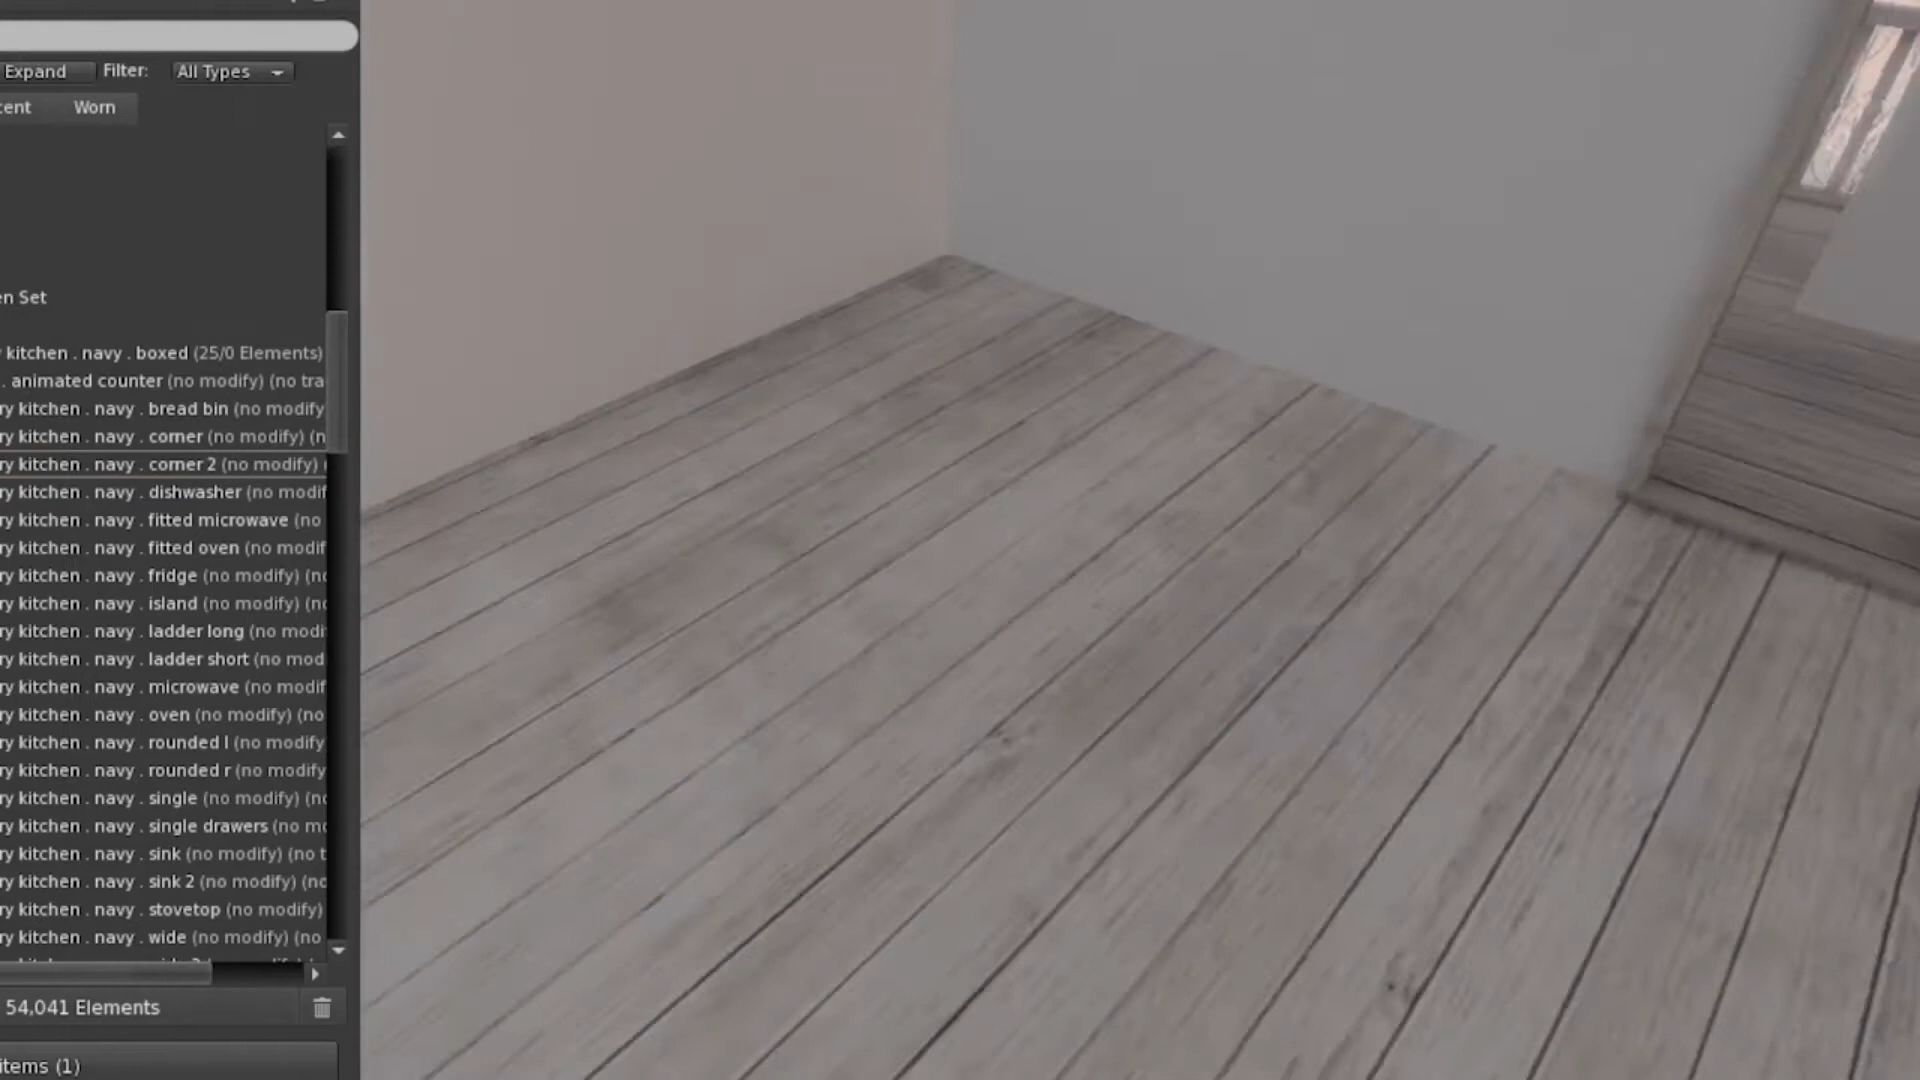 Expand Filter: All Types
cent Worn
en Set
kitchen . navy . boxed (25/0 Elements)
. animated counter (no modify) (no tra
ry kitchen . navy . bread bin (no modify
ry kitchen . navy . corner (no modify) (n
ry kitchen . navy . corner 2 (no modify)
ry kitchen . navy . dishwasher (no modif
ry kitchen . navy . fitted microwave (no
ry kitchen . navy . fitted oven (no modif
ry kitchen . navy . fridge (no modify) (no
ry kitchen . navy . island (no modify) (no
ry kitchen . navy . ladder long (no modi
ry kitchen . navy . ladder short (no mod
ry kitchen . navy . microwave (no modif
ry kitchen . navy . oven (no modify) (no
ry kitchen . navy . rounded l (no modify
ry kitchen . navy . rounded r (no modify
ry kitchen . navy . single (no modify) (no
ry kitchen . navy . single drawers (no mo
ry kitchen . navy . sink (no modify) (no t
ry kitchen . navy . sink 2 (no modify) (no
ry kitchen . navy . stovetop (no modify)
ry kitchen . navy . wide (no modify) (no
54,041 Elements
items (1)